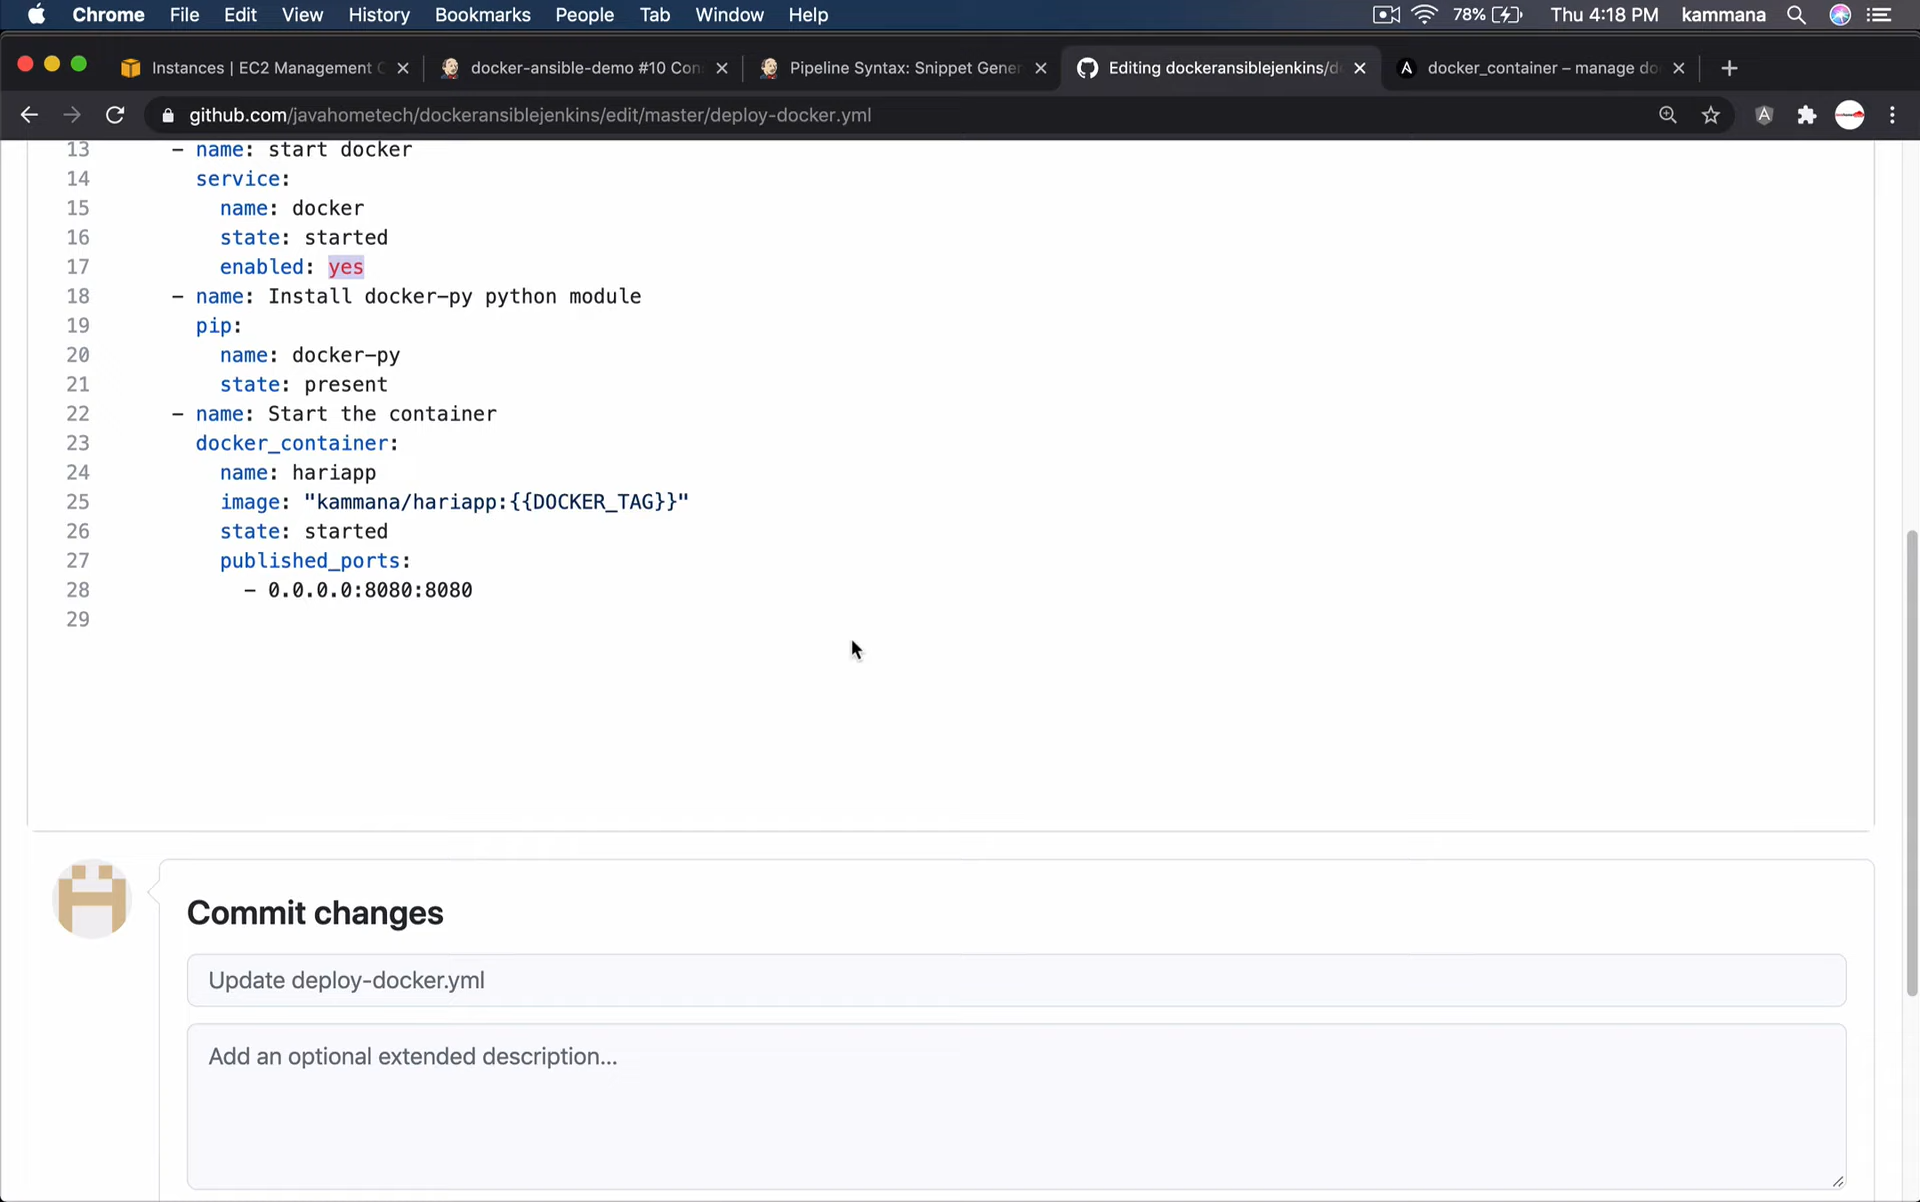 Chrome File Edit View History Bookmarks People Tab Window Help 78% Thu 4:18 PM kammana
Instances | EC2 Management C
docker-ansible-demo #10 Con
Pipeline Syntax: Snippet Gener
Editing dockeransiblejenkins/d
docker_container – manage do
github.com/javahometech/dockeransiblejenkins/edit/master/deploy-docker.yml
13 - name: start docker
14 service:
15 name: docker
16 state: started
17 enabled: yes
18 - name: Install docker-py python module
19 pip:
20 name: docker-py
21 state: present
22 - name: Start the container
23 docker_container:
24 name: hariapp
25 image: "kammana/hariapp:{{DOCKER_TAG}}"
26 state: started
27 published_ports:
28 - 0.0.0.0:8080:8080
29
Commit changes
Update deploy-docker.yml
Add an optional extended description...